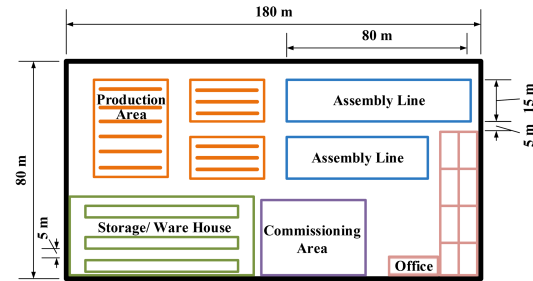 180 m
80 m
Production
Area
Assembly Line
15 m
5 m
Assembly Line
80 m
5 m
Storage/ Ware House
Commissioning
Area
Office